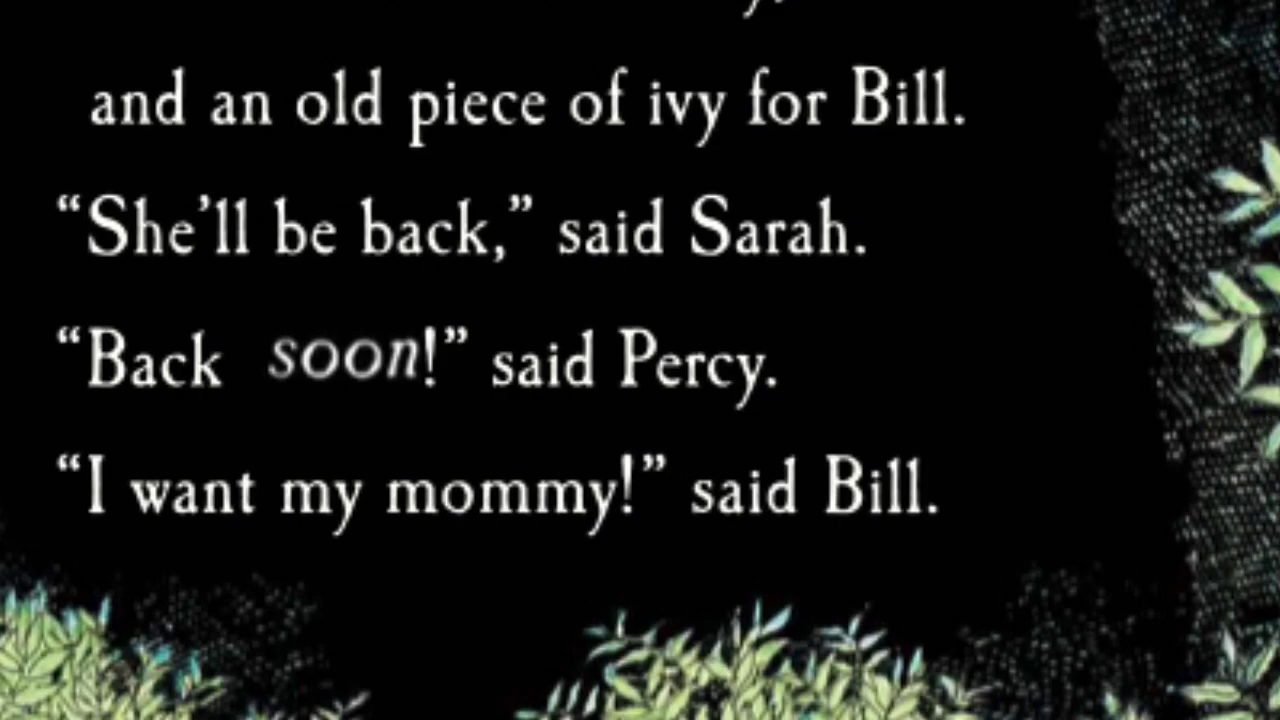 and an old piece of ivy for Bill.
“She’ll be back,” said Sarah.
“Back soon!” said Percy.
“I want my mommy!” said Bill.